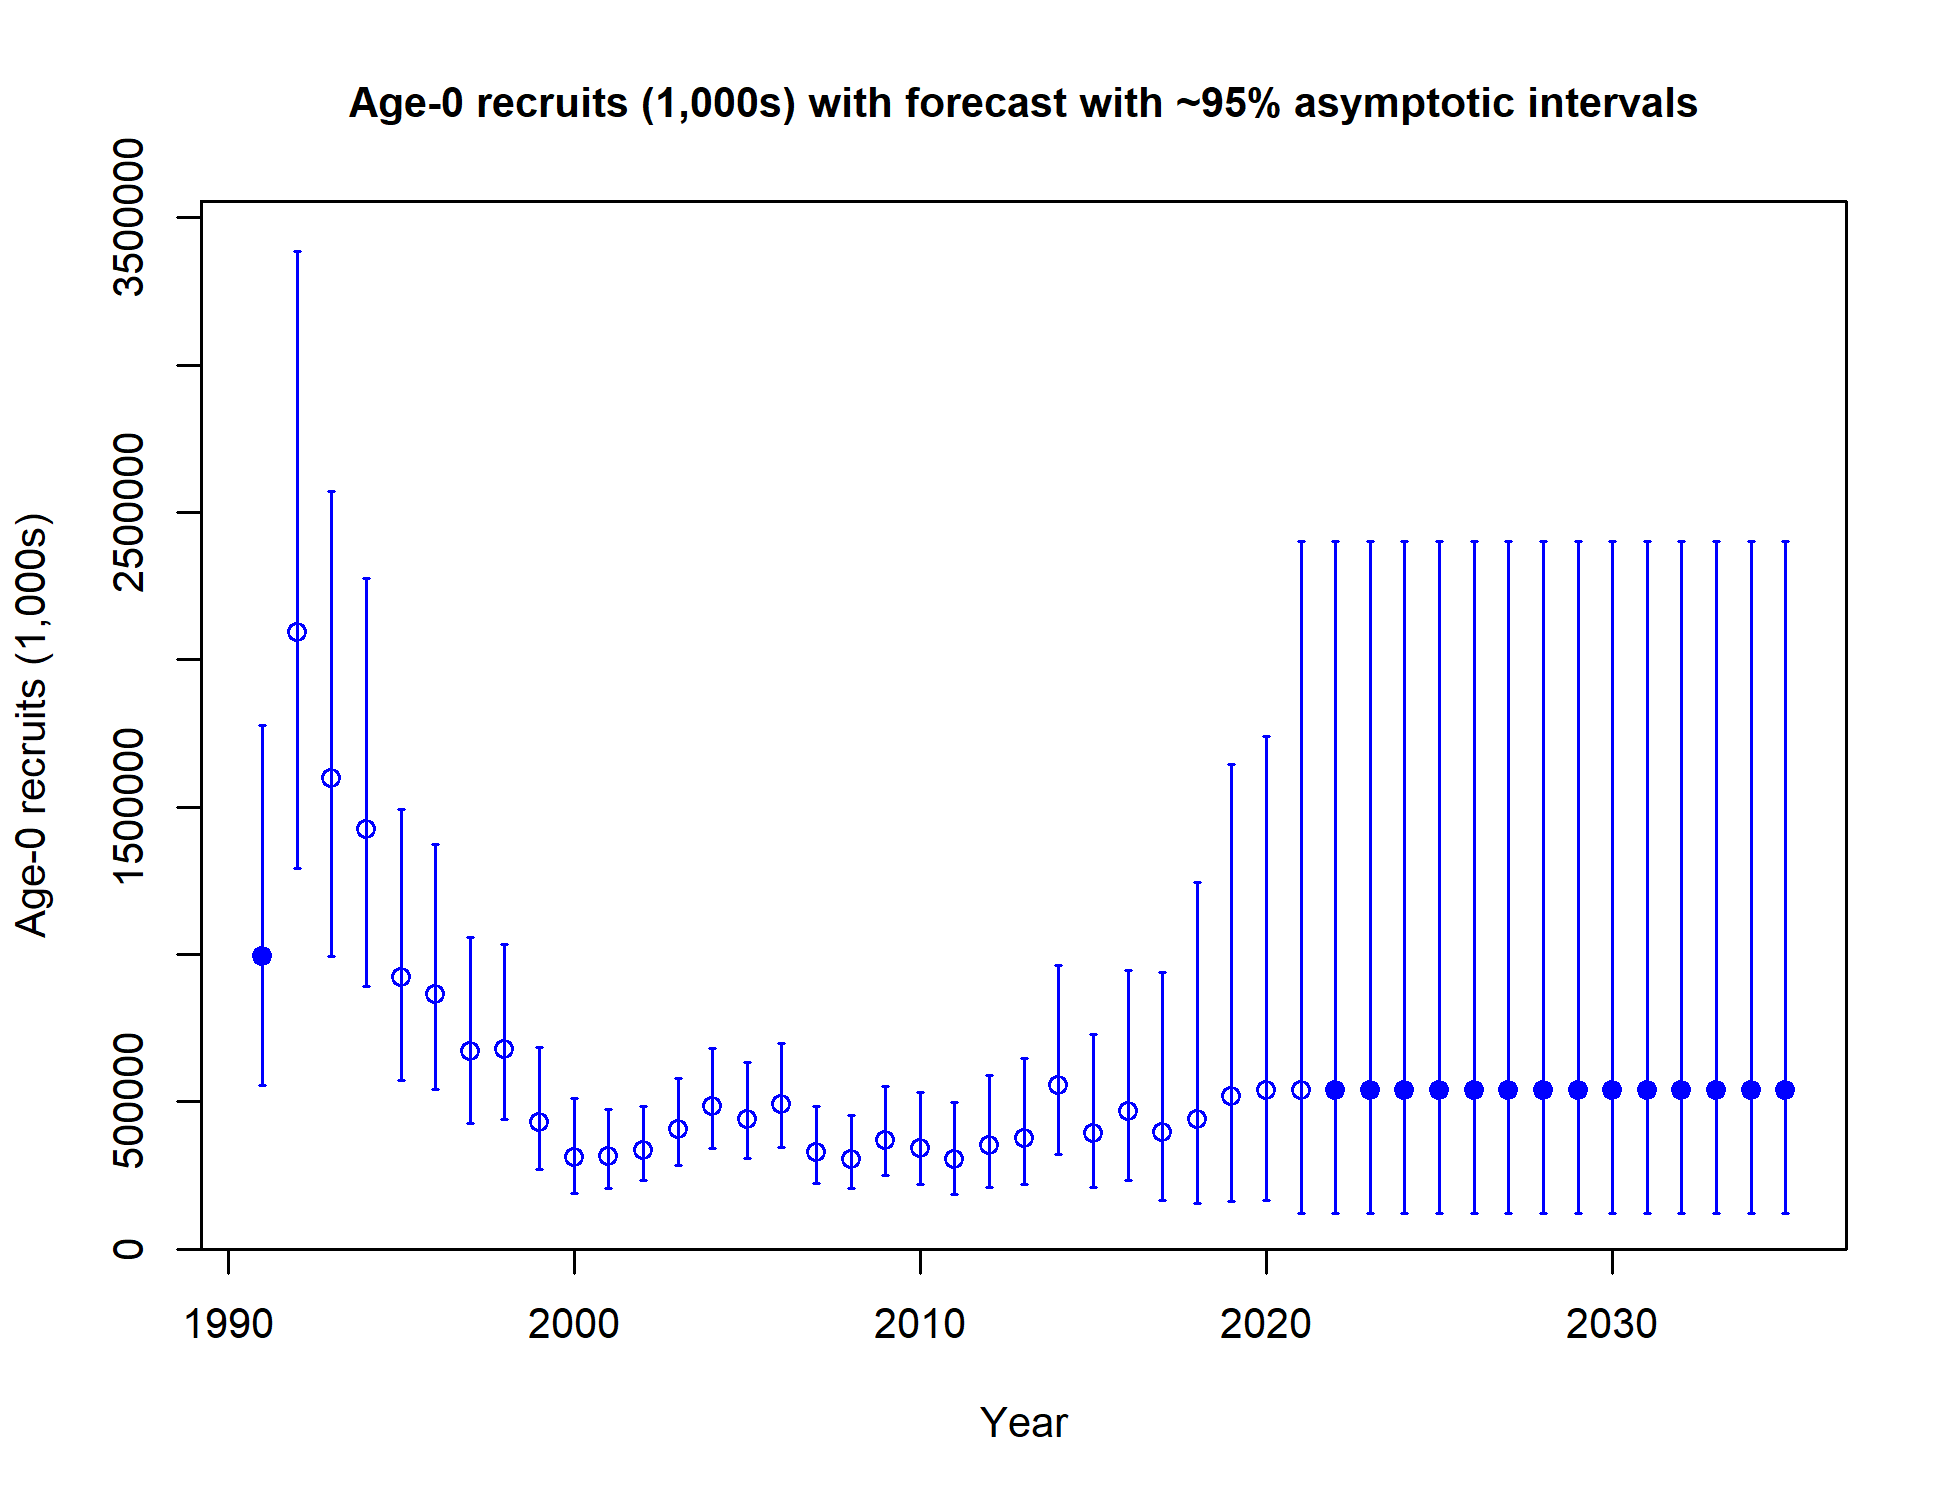 Age-0 recruits (1,000s) with forecast with ~95% asymptotic intervals
Age-0 recruits (1,000s)
3500000
2500000
1500000
500000
0
1990 2000 2010 2020 2030
Year